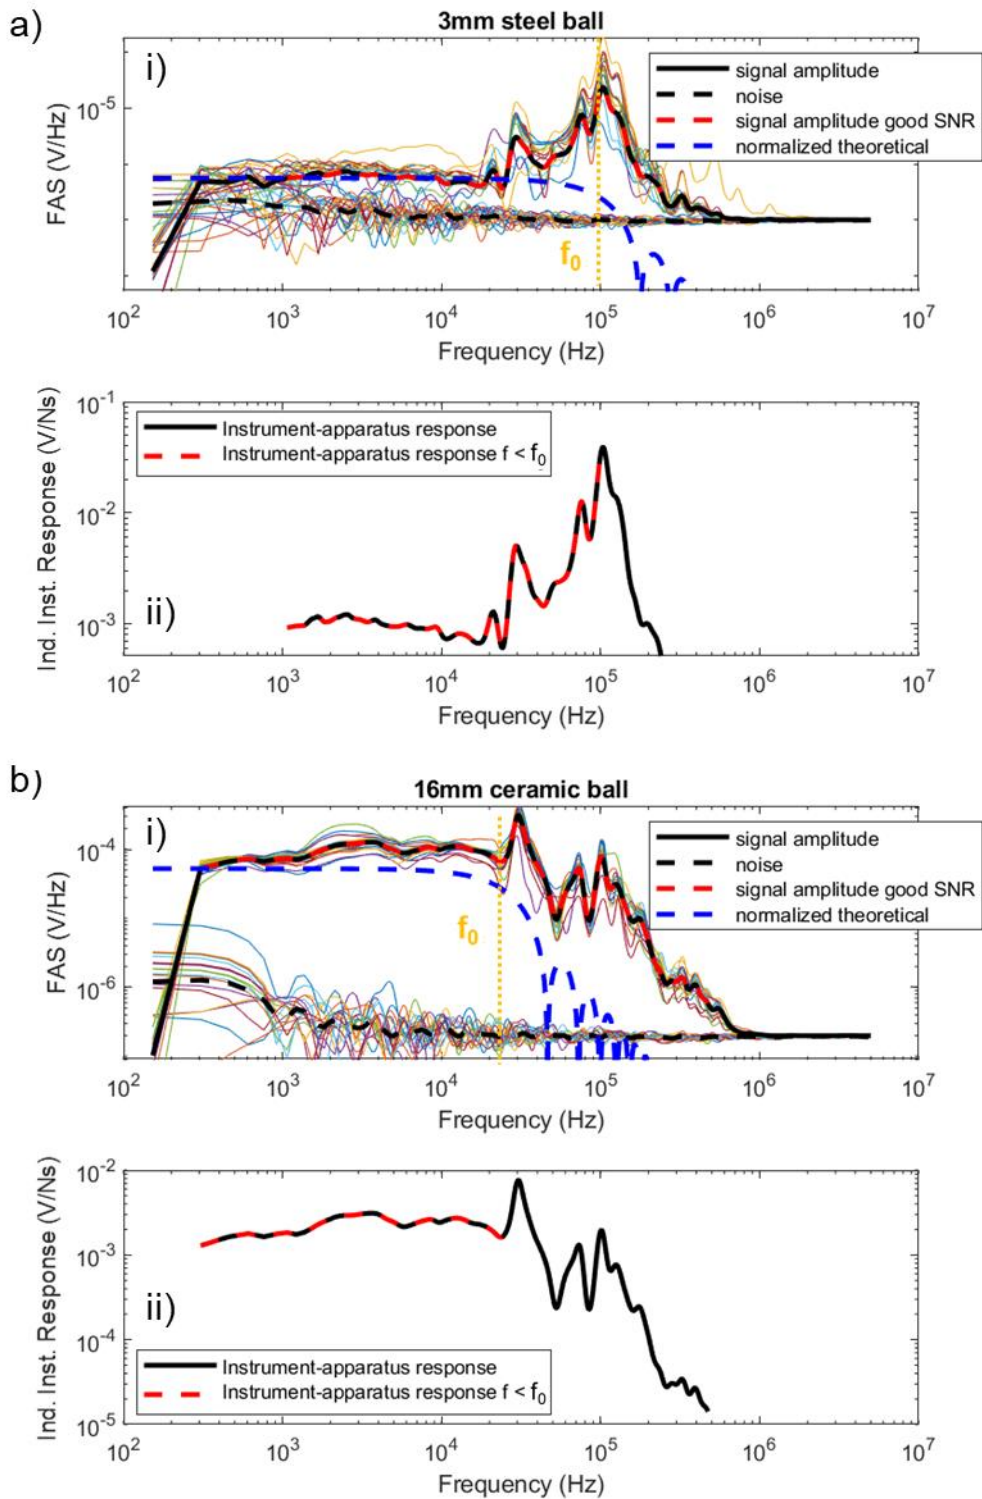 a)
3mm steel ball
i)
signal amplitude
noise
signal amplitude good SNR
normalized theoretical
10^-5
FAS (V/Hz)
f_0
10^2 10^3 10^4 10^5 10^6 10^7
Frequency (Hz)
10^-1
Instrument-apparatus response
Instrument-apparatus response f < f_0
10^-2
10^-3
Ind. Inst. Response (V/Ns)
ii)
10^2 10^3 10^4 10^5 10^6 10^7
Frequency (Hz)
b)
16mm ceramic ball
i)
signal amplitude
noise
signal amplitude good SNR
normalized theoretical
10^-4
10^-6
FAS (V/Hz)
f_0
10^2 10^3 10^4 10^5 10^6 10^7
Frequency (Hz)
10^-2
10^-3
10^-4
10^-5
Ind. Inst. Response (V/Ns)
ii)
Instrument-apparatus response
Instrument-apparatus response f < f_0
10^2 10^3 10^4 10^5 10^6 10^7
Frequency (Hz)